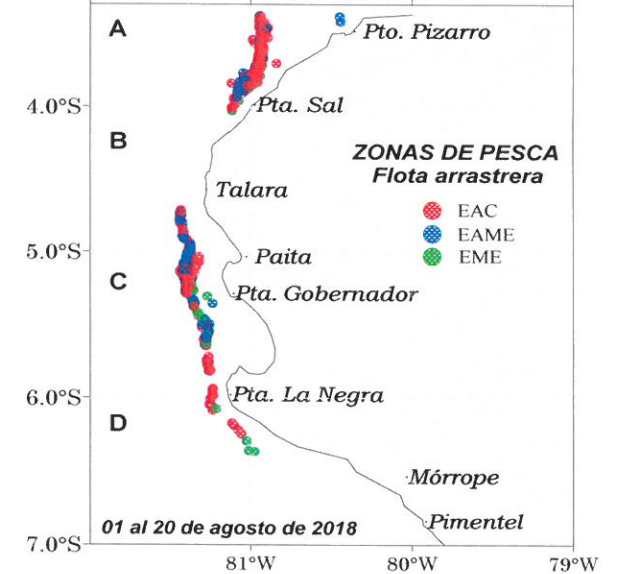 A
Pto. Pizarro
4.0°S
Pta. Sal
B
ZONAS DE PESCA
Flota arrastrera
Talara
EAC
EAME
EME
5.0°S
Paita
C
Pta. Gobernador
6.0°S
Pta. La Negra
D
Mórrope
01 al 20 de agosto de 2018
Pimentel
7.0°S
81°W
80°W
79°W